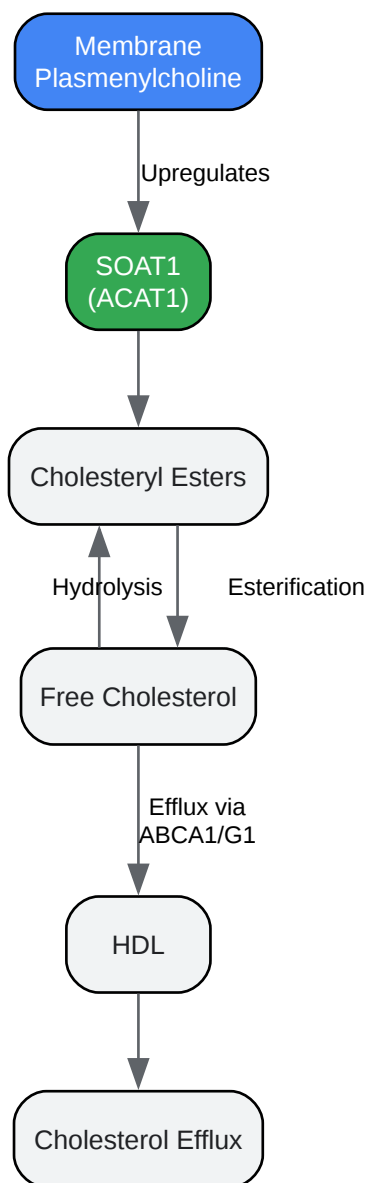 Membrane
Plasmenylcholine
Upregulates
SOAT1
(ACAT1)
Cholesteryl Esters
Hydrolysis
Esterification
Free Cholesterol
Efflux via
ABCA1/G1
HDL
Cholesterol Efflux